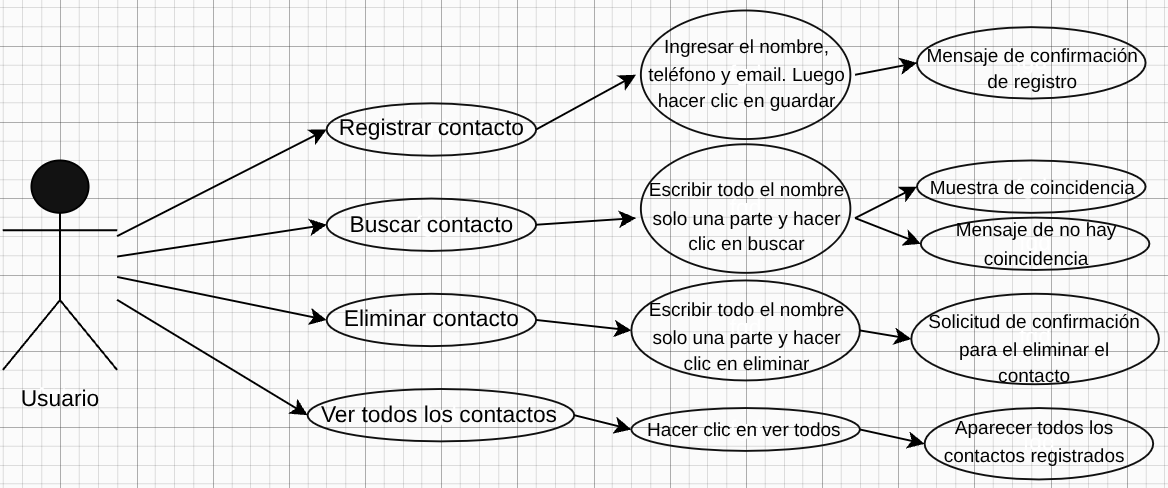 Usuario
Registrar contacto
Ingresar el nombre,
teléfono y email. Luego
hacer clic en guardar
Mensaje de confirmación
de registro
Buscar contacto
Escribir todo el nombre
solo una parte y hacer
clic en buscar
Muestra de coincidencia
Mensaje de no hay
coincidencia
Eliminar contacto
Escribir todo el nombre
solo una parte y hacer
clic en eliminar
Solicitud de confirmación
para el eliminar el
contacto
Ver todos los contactos
Hacer clic en ver todos
Aparecer todos los
contactos registrados